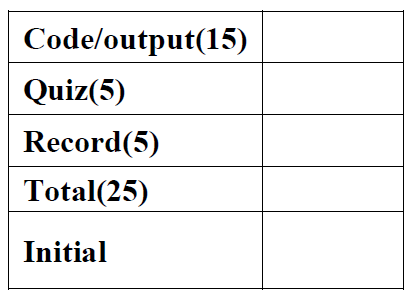 Code/output(15)
Quiz(5)
Record(5)
Total(25)
Initial